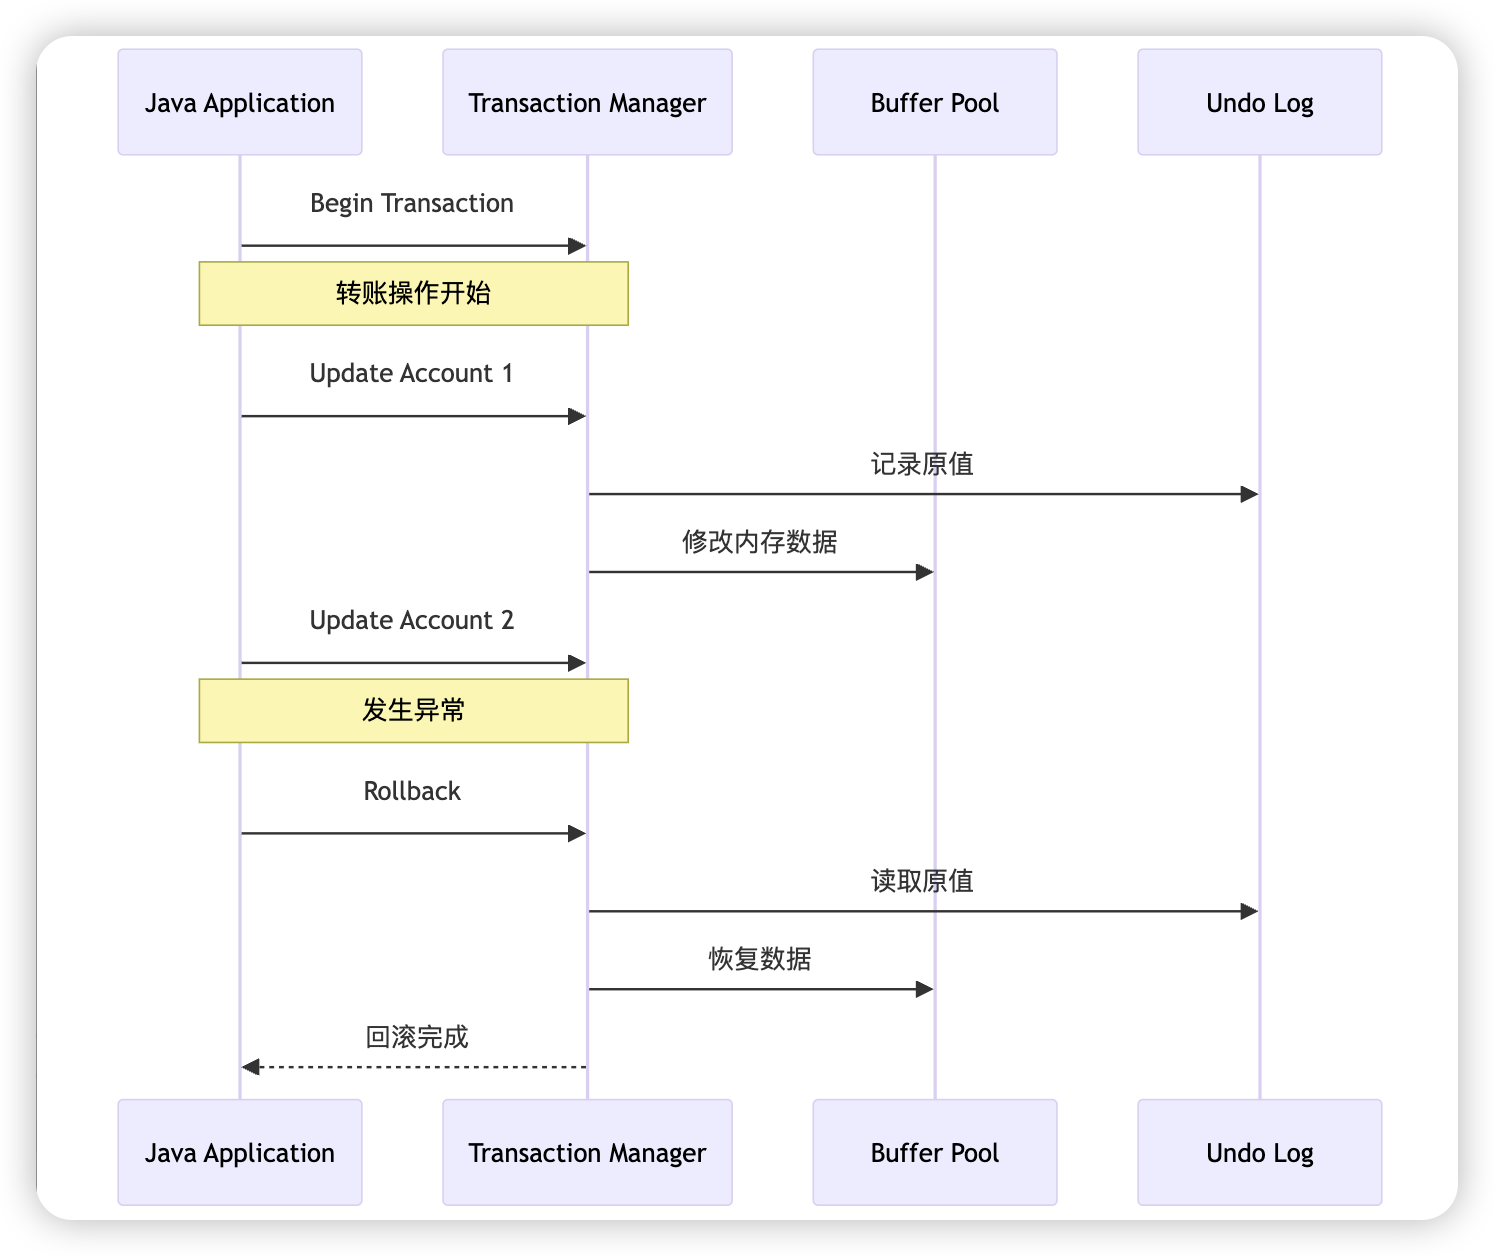 Java Application
Transaction Manager
Buffer Pool
Undo Log
Begin Transaction
转账操作开始
Update Account 1
记录原值
修改内存数据
Update Account 2
发生异常
Rollback
读取原值
恢复数据
回滚完成
Java Application
Transaction Manager
Buffer Pool
Undo Log